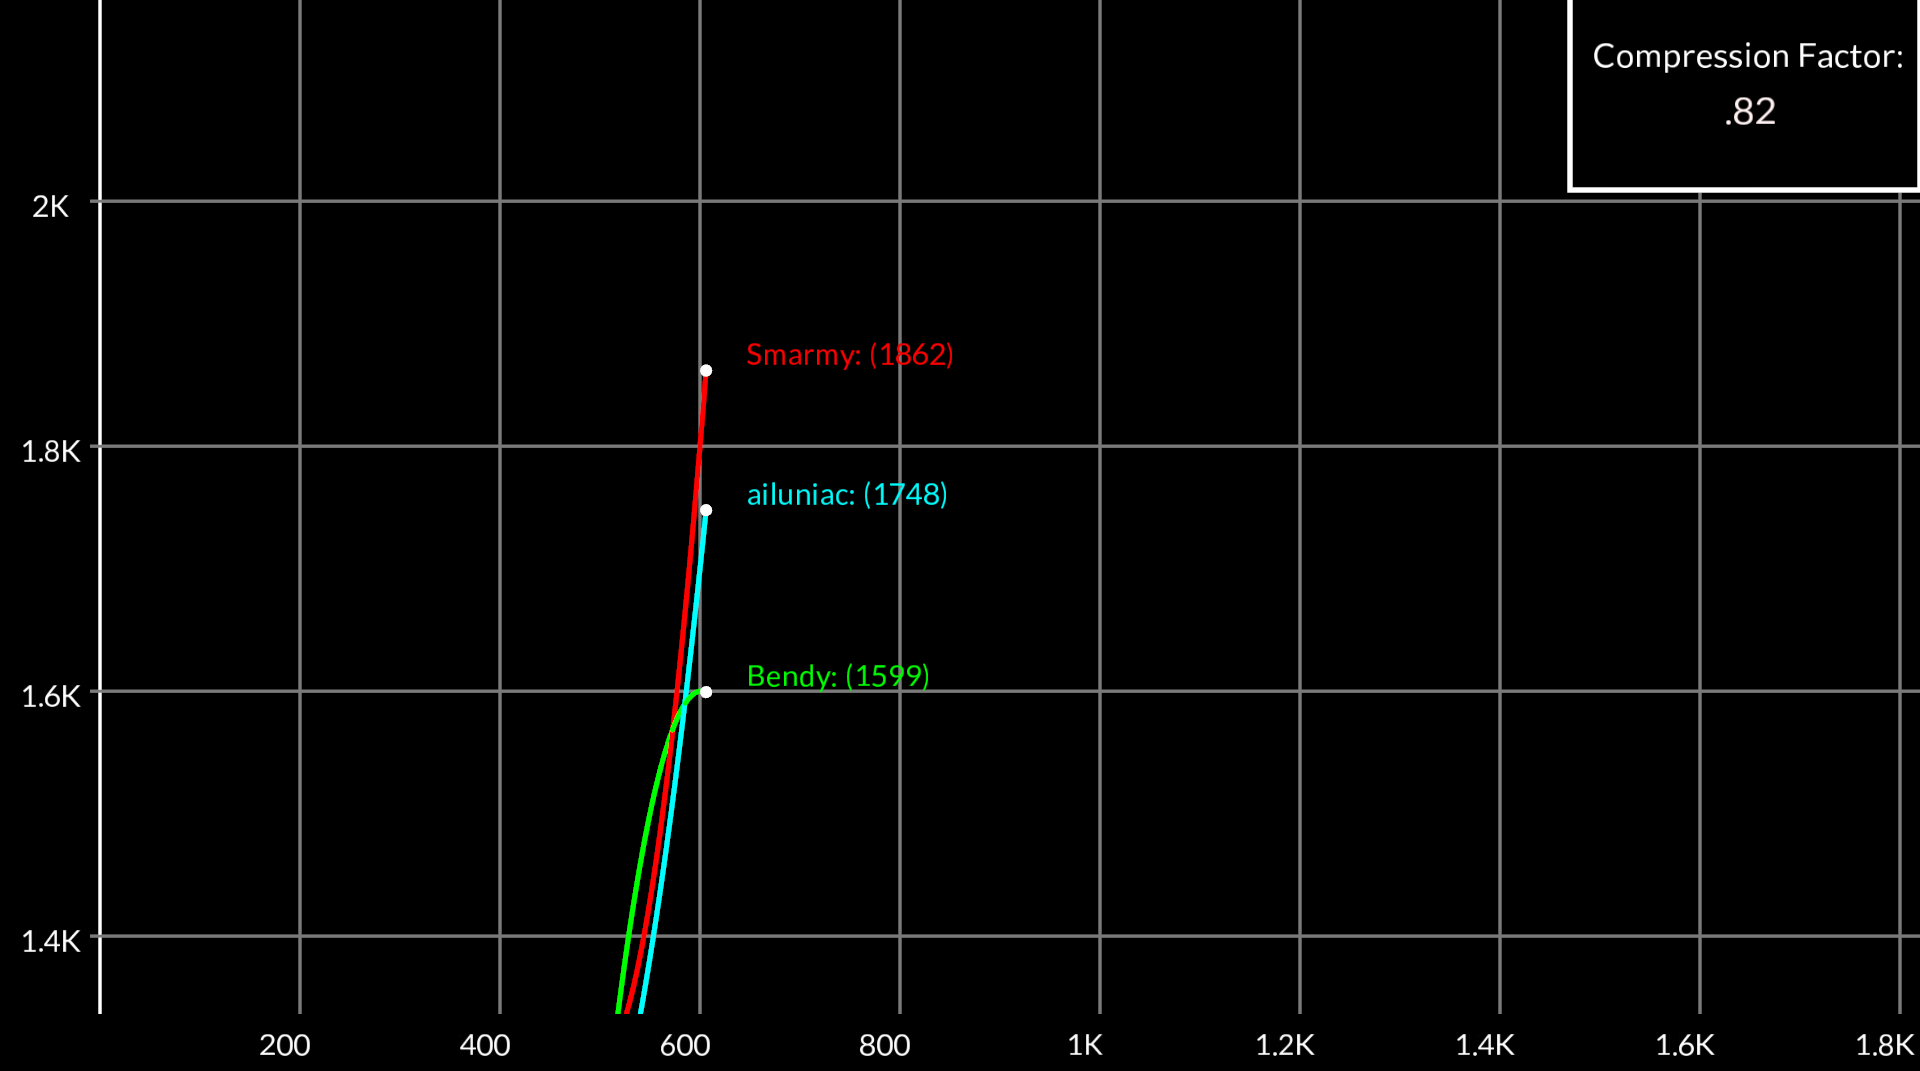 Compression Factor:
.82
2K
Smarmy: (1862)
1.8K
ailuniac: (1748)
Bendy: (1599)
1.6K
1.4K
200 400 600 800 1K 1.2K 1.4K 1.6K 1.8K